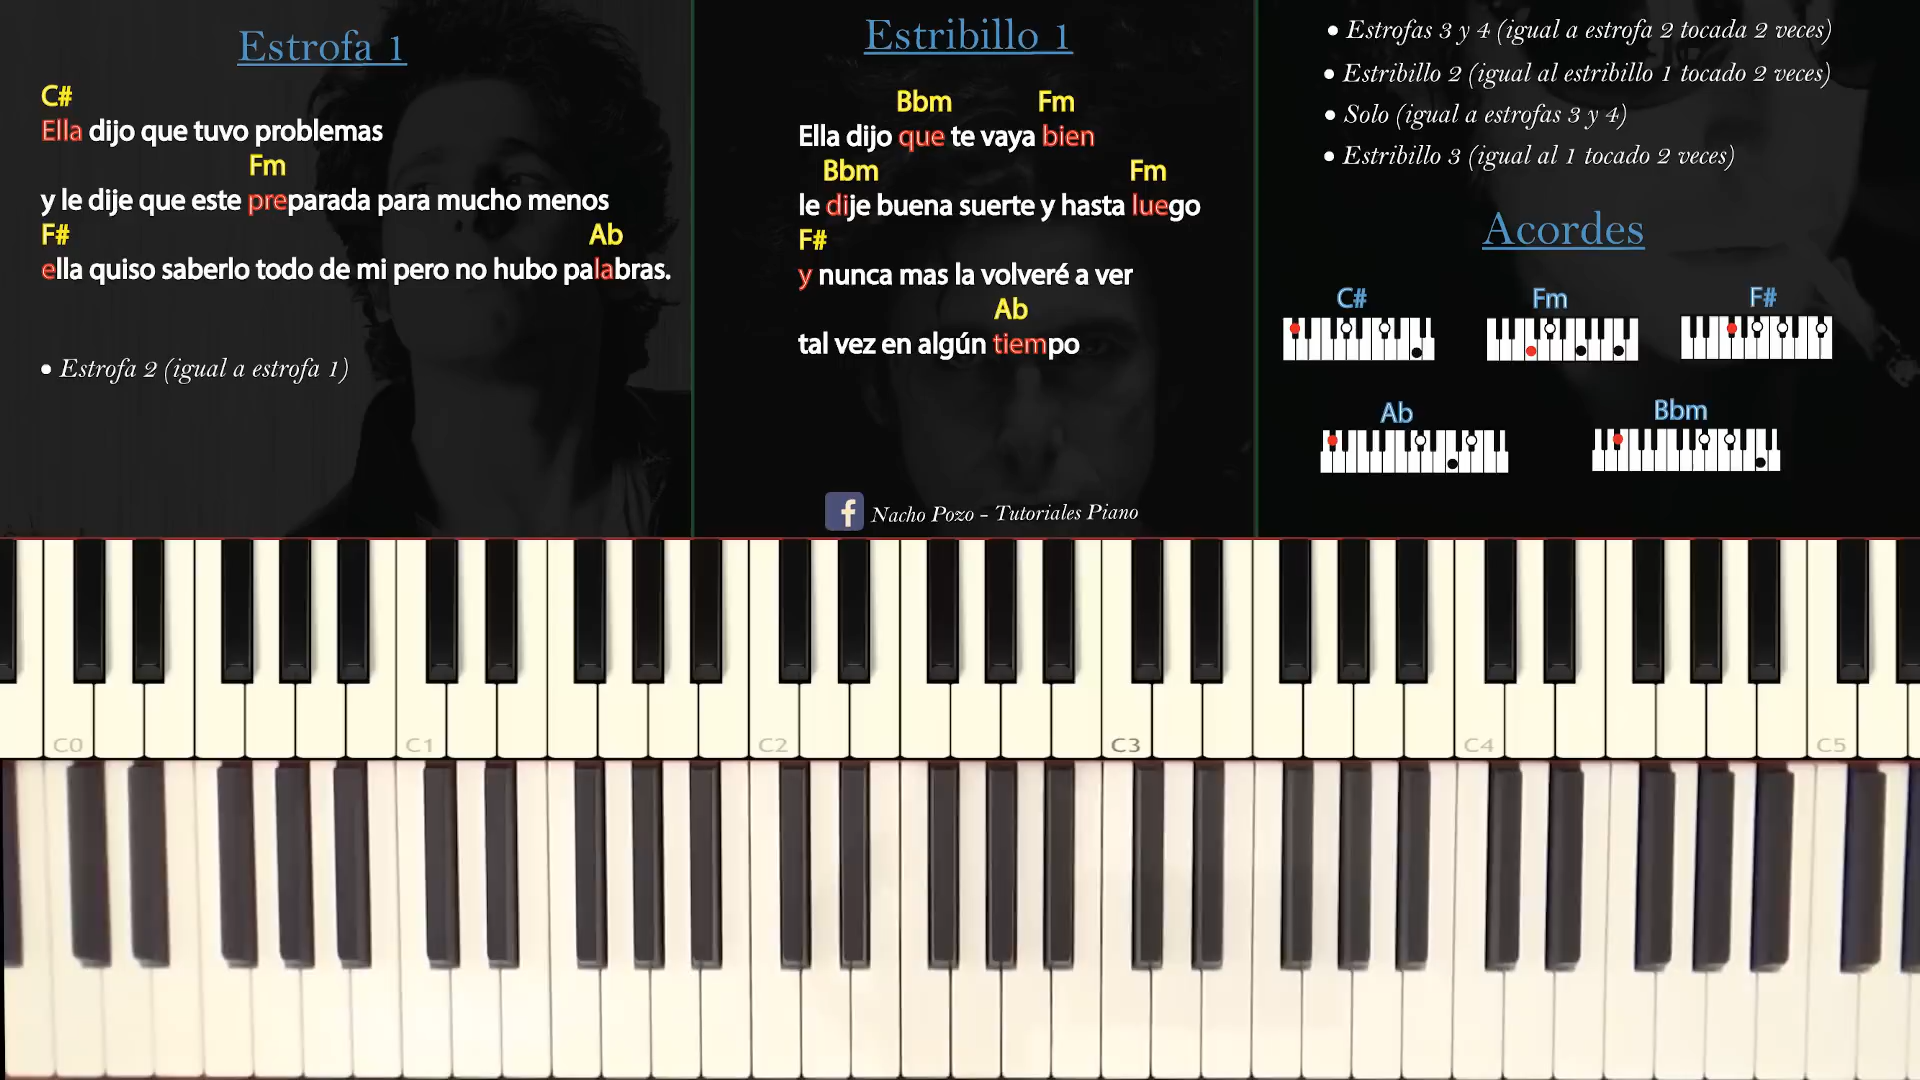 Estrofa 1
C#
Ella dijo que tuvo problemas
Fm
y le dije que este preparada para mucho menos
F# Ab
ella quiso saberlo todo de mi pero no hubo palabras.
• Estrofa 2 (igual a estrofa 1)
Estribillo 1
Bbm Fm
Ella dijo que te vaya bien
Bbm Fm
le dije buena suerte y hasta luego
F#
y nunca mas la volveré a ver
Ab
tal vez en algún tiempo
f Nacho Pozo - Tutoriales Piano
• Estrofas 3 y 4 (igual a estrofa 2 tocada 2 veces)
• Estribillo 2 (igual al estribillo 1 tocado 2 veces)
• Solo (igual a estrofas 3 y 4)
• Estribillo 3 (igual al 1 tocado 2 veces)
Acordes
C# Fm F#
Ab Bbm
C0 C1 C2 C3 C4 C5